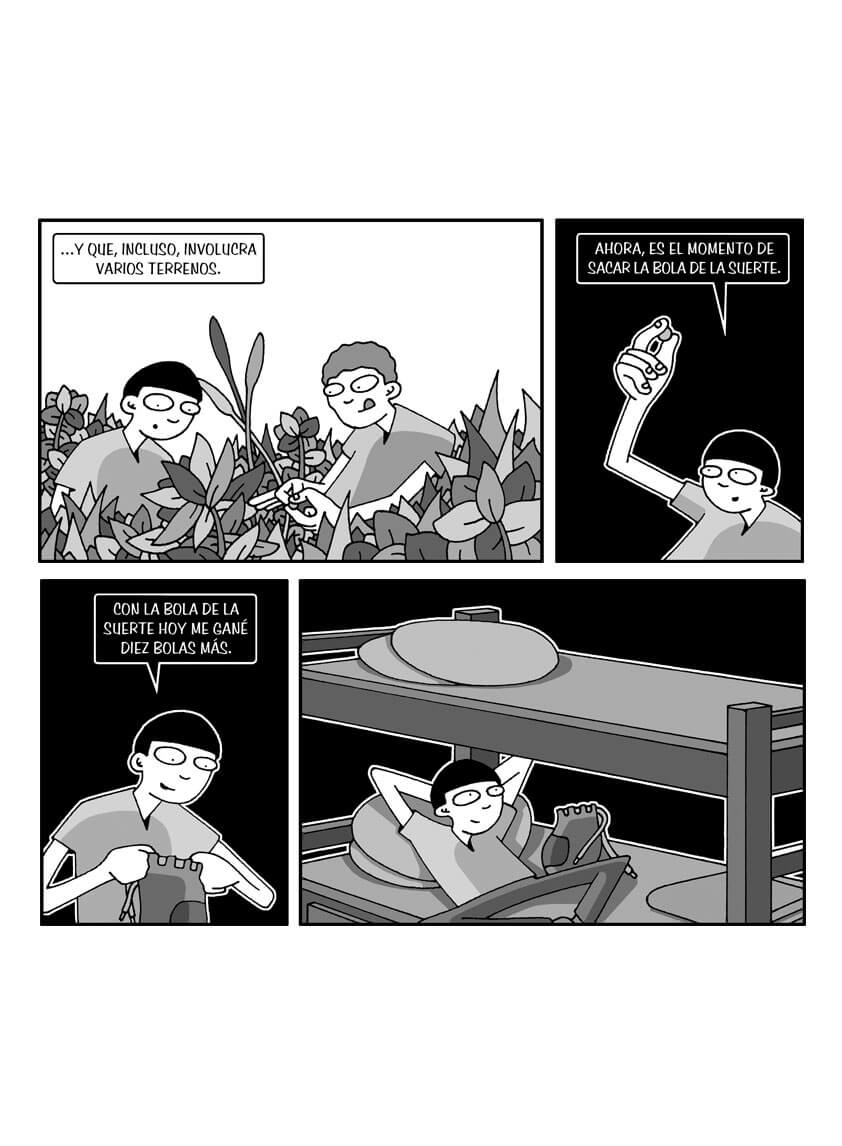 ...Y QUE, INCLUSO, INVOLUCRA
VARIOS TERRENOS.
AHORA, ES EL MOMENTO DE
SACAR LA BOLA DE LA SUERTE.
CON LA BOLA DE LA
SUERTE HOY ME GANÉ
DIEZ BOLAS MÁS.